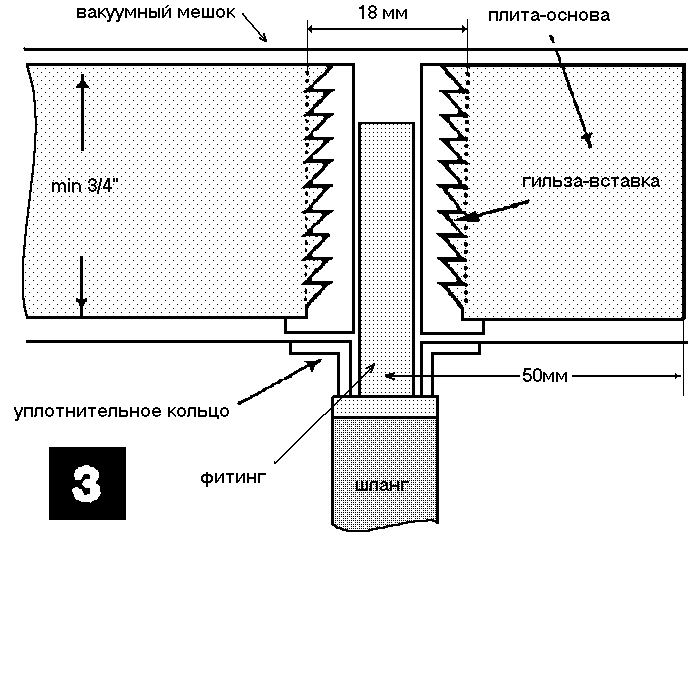 вакуумный мешок
18 мм
плита-основа
min 3/4"
гильза-вставка
50мм
уплотнительное кольцо
фитинг
шланг
3